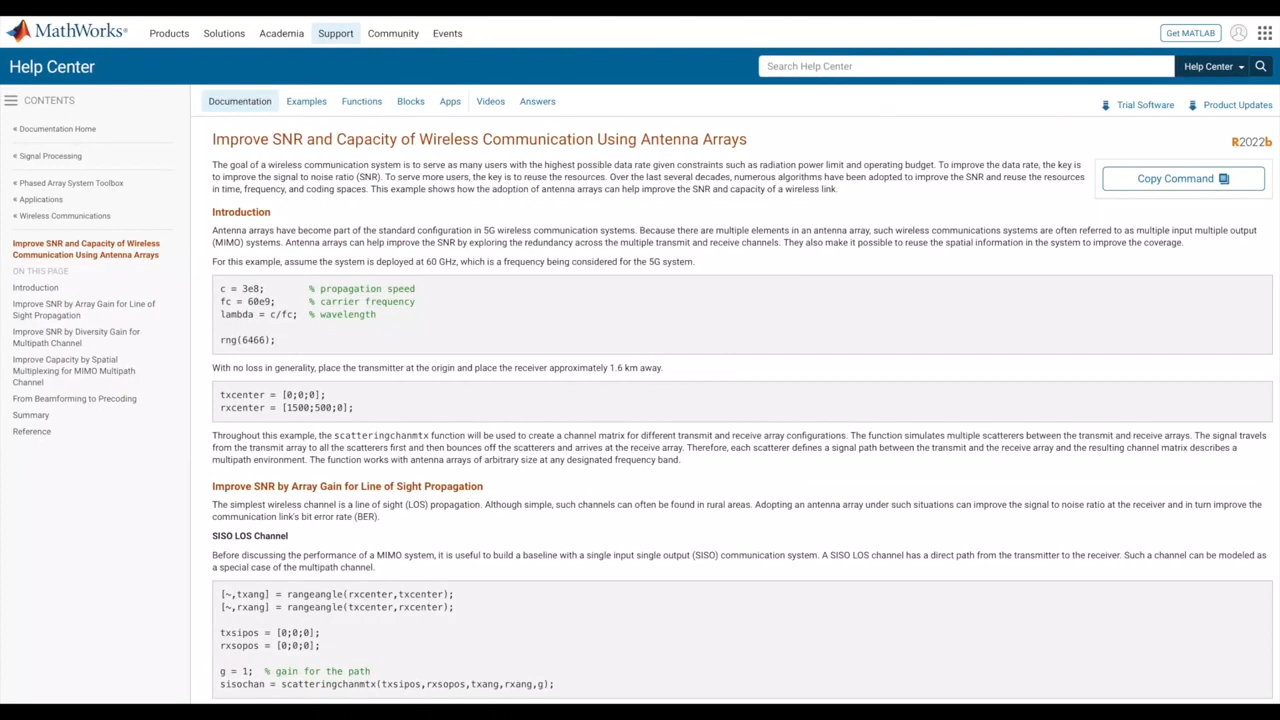 MathWorks®
Products Solutions Academia Support Community Events
Get MATLAB
Help Center
Search Help Center
Help Center
CONTENTS
« Documentation Home
« Signal Processing
« Phased Array System Toolbox
« Applications
« Wireless Communications
Improve SNR and Capacity of Wireless
Communication Using Antenna Arrays
ON THIS PAGE
Introduction
Improve SNR by Array Gain for Line of
Sight Propagation
Improve SNR by Diversity Gain for
Multipath Channel
Improve Capacity by Spatial
Multiplexing for MIMO Multipath
Channel
From Beamforming to Precoding
Summary
Reference
Documentation Examples Functions Blocks Apps Videos Answers
Trial Software Product Updates
Improve SNR and Capacity of Wireless Communication Using Antenna Arrays
R2022b
Copy Command
The goal of a wireless communication system is to serve as many users with the highest possible data rate given constraints such as radiation power limit and operating budget. To improve the data rate, the key is
to improve the signal to noise ratio (SNR). To serve more users, the key is to reuse the resources. Over the last several decades, numerous algorithms have been adopted to improve the SNR and reuse the resources
in time, frequency, and coding spaces. This example shows how the adoption of antenna arrays can help improve the SNR and capacity of a wireless link.
Introduction
Antenna arrays have become part of the standard configuration in 5G wireless communication systems. Because there are multiple elements in an antenna array, such wireless communications systems are often referred to as multiple input multiple output
(MIMO) systems. Antenna arrays can help improve the SNR by exploring the redundancy across the multiple transmit and receive channels. They also make it possible to reuse the spatial information in the system to improve the coverage.
For this example, assume the system is deployed at 60 GHz, which is a frequency being considered for the 5G system.
c = 3e8; % propagation speed
fc = 60e9; % carrier frequency
lambda = c/fc; % wavelength
rng(6466);
With no loss in generality, place the transmitter at the origin and place the receiver approximately 1.6 km away.
txcenter = [0;0;0];
rxcenter = [1500;500;0];
Throughout this example, the scatteringchanmtx function will be used to create a channel matrix for different transmit and receive array configurations. The function simulates multiple scatterers between the transmit and receive arrays. The signal travels
from the transmit array to all the scatterers first and then bounces off the scatterers and arrives at the receive array. Therefore, each scatterer defines a signal path between the transmit and the receive array and the resulting channel matrix describes a
multipath environment. The function works with antenna arrays of arbitrary size at any designated frequency band.
Improve SNR by Array Gain for Line of Sight Propagation
The simplest wireless channel is a line of sight (LOS) propagation. Although simple, such channels can often be found in rural areas. Adopting an antenna array under such situations can improve the signal to noise ratio at the receiver and in turn improve the
communication link's bit error rate (BER).
SISO LOS Channel
Before discussing the performance of a MIMO system, it is useful to build a baseline with a single input single output (SISO) communication system. A SISO LOS channel has a direct path from the transmitter to the receiver. Such a channel can be modeled as
a special case of the multipath channel.
[~,txang] = rangeangle(rxcenter,txcenter);
[~,rxang] = rangeangle(txcenter,rxcenter);
txsipos = [0;0;0];
rxsopos = [0;0;0];
g = 1; % gain for the path
sisochan = scatteringchanmtx(txsipos,rxsopos,txang,rxang,g);